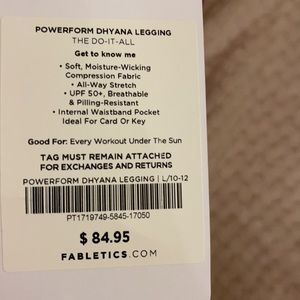 POWERFORM DHYANA LEGGING
THE DO-IT-ALL
Get to know me
• Soft, Moisture-Wicking
Compression Fabric
• All-Way Stretch
• UPF 50+, Breathable
& Pilling-Resistant
• Internal Waistband Pocket
Ideal For Card Or Key
Good For: Every Workout Under The Sun
TAG MUST REMAIN ATTACHED
FOR EXCHANGES AND RETURNS
POWERFORM DHYANA LEGGING | L/10-12
PT1719749-5845-17050
$ 84.95
FABLETICS.COM